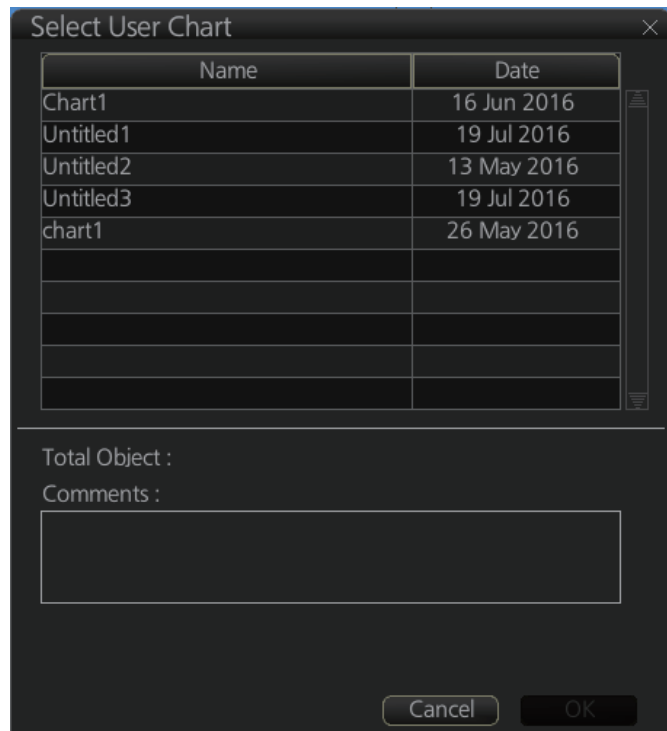 Select User Chart
Name Date
Chart1 16 Jun 2016
Untitled1 19 Jul 2016
Untitled2 13 May 2016
Untitled3 19 Jul 2016
chart1 26 May 2016
Total Object :
Comments :
Cancel OK